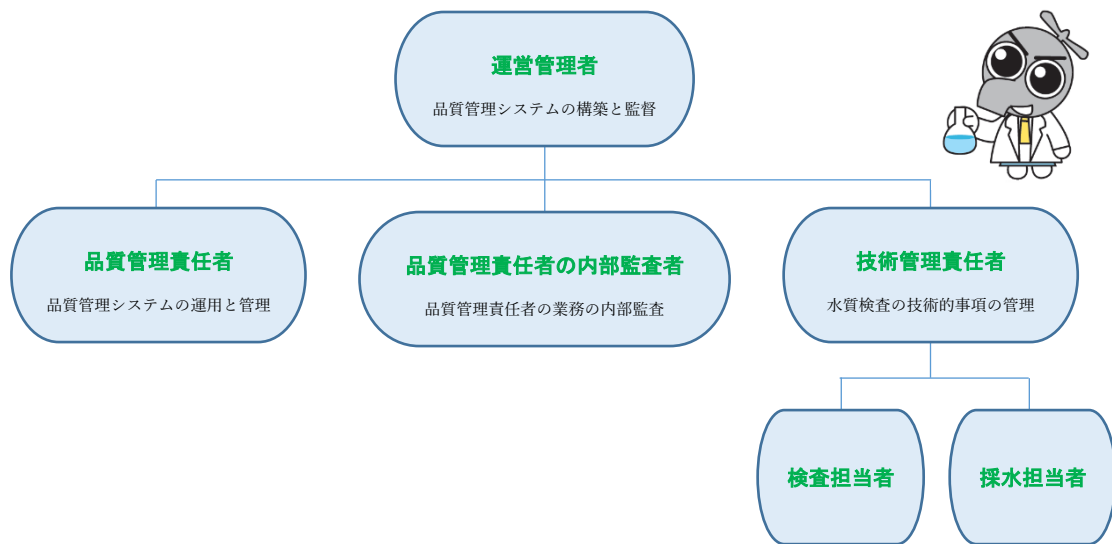 運営管理者
品質管理システムの構築と監督
品質管理責任者
品質管理システムの運用と管理
品質管理責任者の内部監査者
品質管理責任者の業務の内部監査
技術管理責任者
水質検査の技術的事項の管理
検査担当者
採水担当者